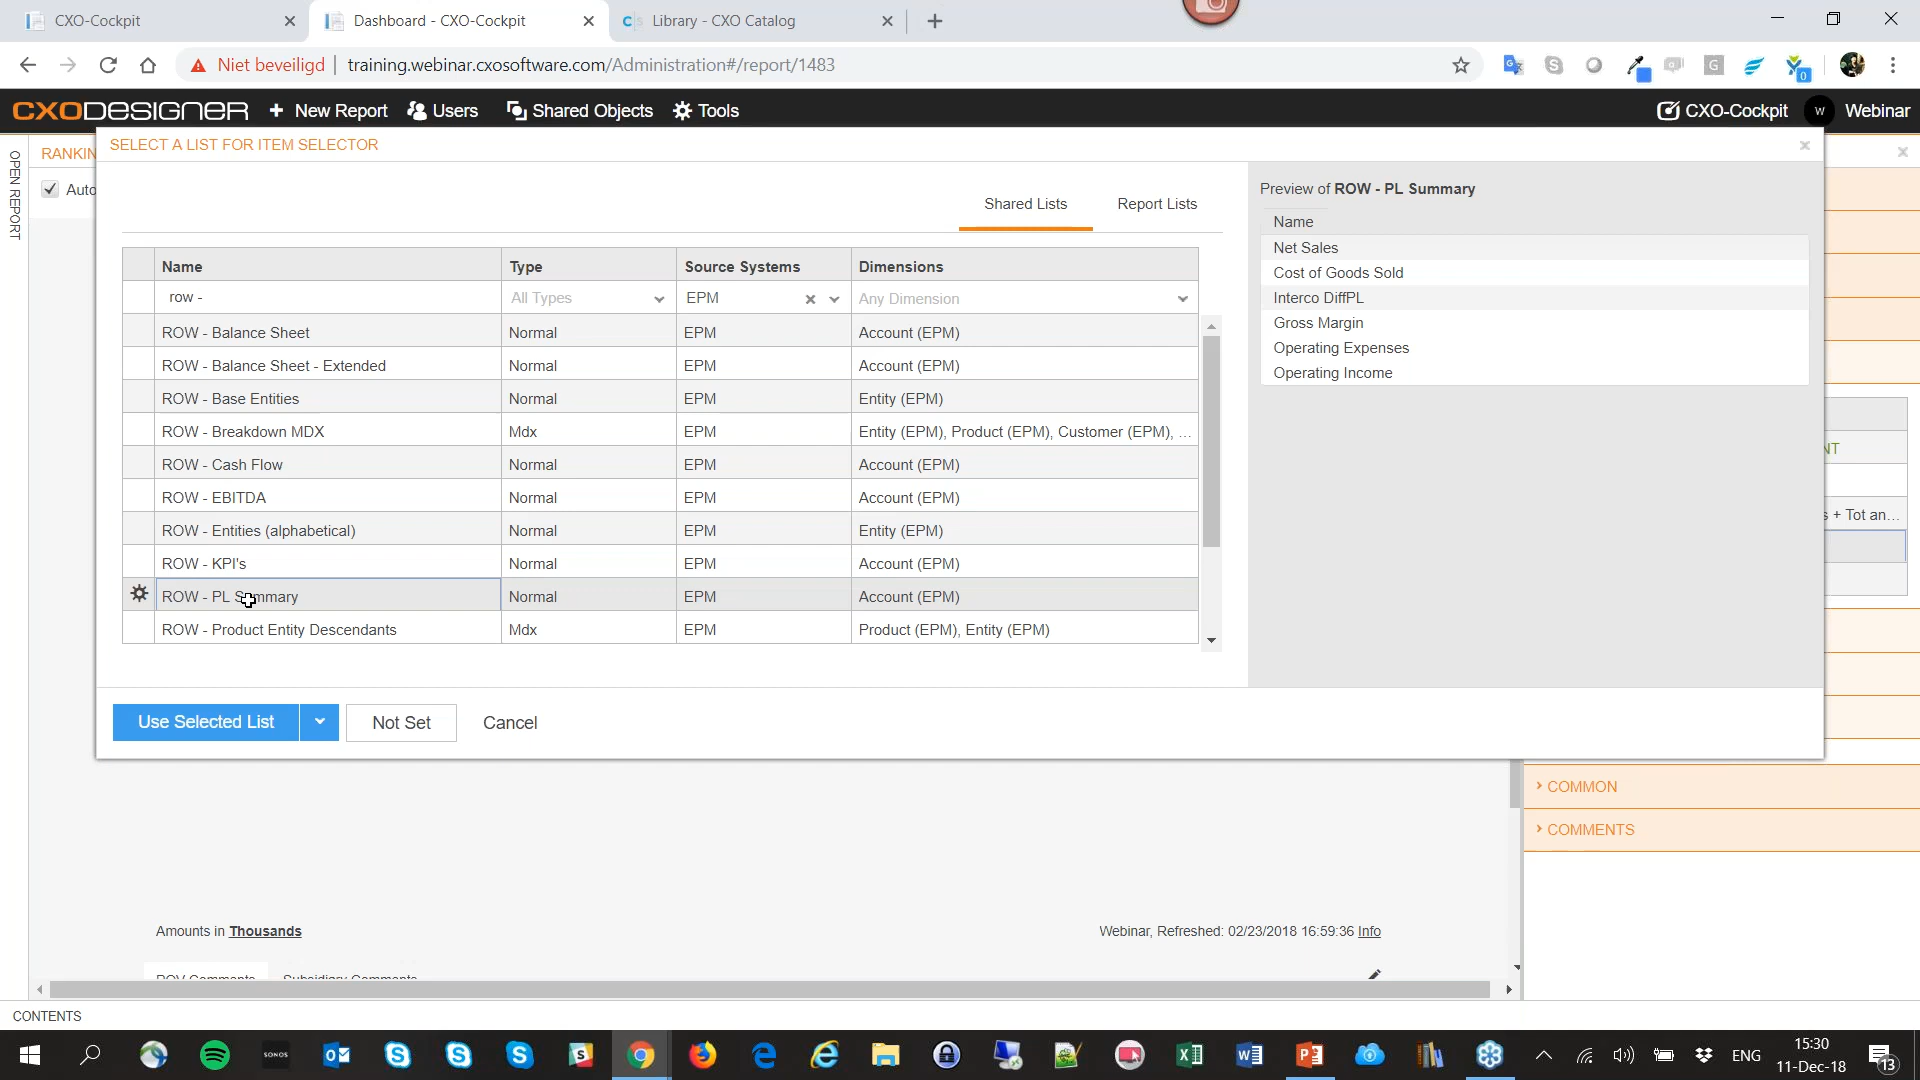 CXO-Cockpit
Dashboard - CXO-Cockpit
Library - CXO Catalog
Niet beveiligd
training.webinar.cxosoftware.com/Administration#/report/1483
CXODESIGNER
New Report
Users
Shared Objects
Tools
CXO-Cockpit
W
Webinar
OPEN REPORT
RANKIN
Auto
SELECT A LIST FOR ITEM SELECTOR
Shared Lists
Report Lists
Name Type Source Systems Dimensions
row - All Types EPM Any Dimension
ROW - Balance Sheet Normal EPM Account (EPM)
ROW - Balance Sheet - Extended Normal EPM Account (EPM)
ROW - Base Entities Normal EPM Entity (EPM)
ROW - Breakdown MDX Mdx EPM Entity (EPM), Product (EPM), Customer (EPM), ...
ROW - Cash Flow Normal EPM Account (EPM)
ROW - EBITDA Normal EPM Account (EPM)
ROW - Entities (alphabetical) Normal EPM Entity (EPM)
ROW - KPI's Normal EPM Account (EPM)
ROW - PL Summary Normal EPM Account (EPM)
ROW - Product Entity Descendants Mdx EPM Product (EPM), Entity (EPM)
Preview of ROW - PL Summary
Name
Net Sales
Cost of Goods Sold
Interco DiffPL
Gross Margin
Operating Expenses
Operating Income
NT
s + Tot an...
Use Selected List
Not Set
Cancel
COMMON
COMMENTS
Amounts in Thousands
Webinar, Refreshed: 02/23/2018 16:59:36 Info
POV Comments
Subsidiary Comments
CONTENTS
SONOS
ENG
15:30
11-Dec-18
13